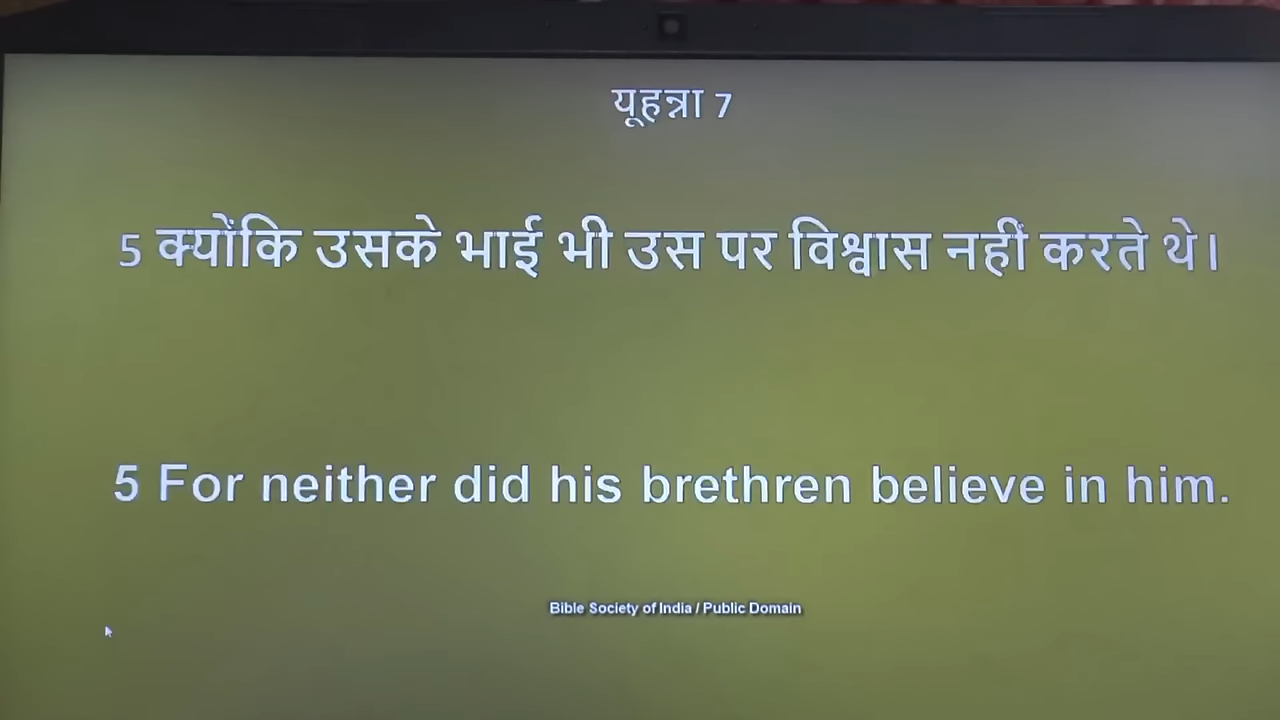 यूहन्ना 7
5 क्योंकि उसके भाई भी उस पर विश्वास नहीं करते थे।
5 For neither did his brethren believe in him.
Bible Society of India / Public Domain